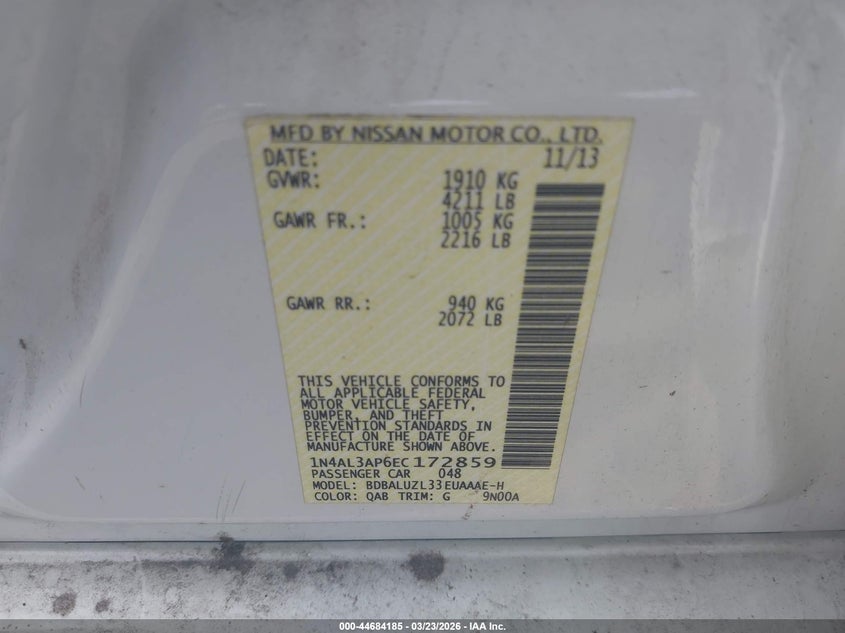 MFD BY NISSAN MOTOR CO., LTD.
DATE: 11/13
GVWR: 1910 KG
4211 LB
GAWR FR.: 1005 KG
2216 LB
GAWR RR.: 940 KG
2072 LB
THIS VEHICLE CONFORMS TO
ALL APPLICABLE FEDERAL
MOTOR VEHICLE SAFETY,
BUMPER, AND THEFT
PREVENTION STANDARDS IN
EFFECT ON THE DATE OF
MANUFACTURE SHOWN ABOVE.
1N4AL3AP6EC172859
PASSENGER CAR 048
MODEL: BDBALUZL33EUAAAE-H
COLOR: QAB TRIM: G 9N00A
000-44684185 - 03/23/2026 - IAA Inc.